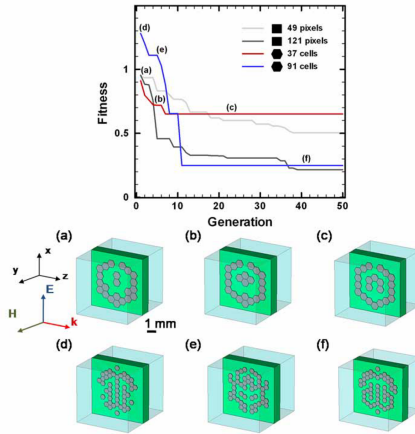 49 pixels
121 pixels
37 cells
91 cells
(d)
(e)
(a)
(b)
(c)
(f)
Fitness
1
0.5
0
0 10 20 30 40 50
Generation
(a) (b) (c)
x
y z
E
H k
1 mm
(d) (e) (f)